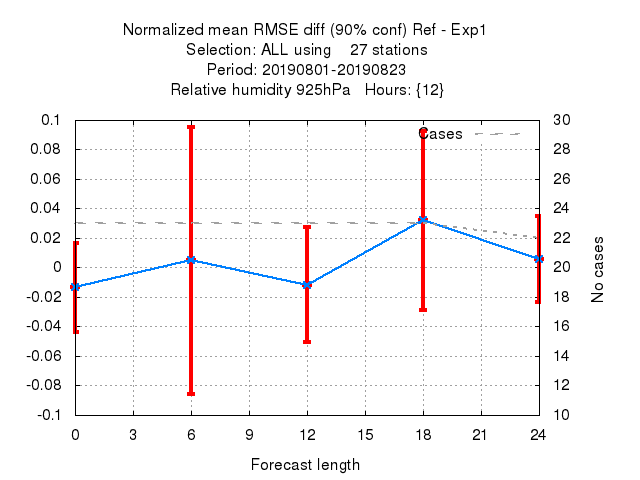 Normalized mean RMSE diff (90% conf) Ref - Exp1
Selection: ALL using    27 stations
Period: 20190801-20190823
Relative humidity 925hPa   Hours: {12}
Cases
0.1
0.08
0.06
0.04
0.02
0
-0.02
-0.04
-0.06
-0.08
-0.1
30
28
26
24
22
20
18
16
14
12
10
No cases
0 3 6 9 12 15 18 21 24
Forecast length